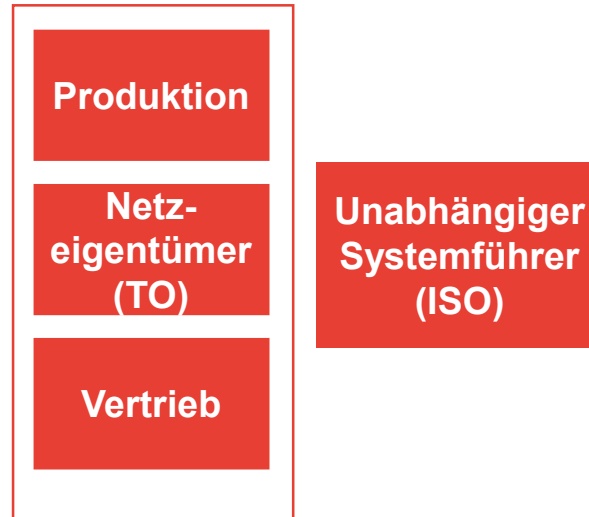 Produktion
Netz-
eigentümer
(TO)
Vertrieb
Unabhängiger
Systemführer
(ISO)